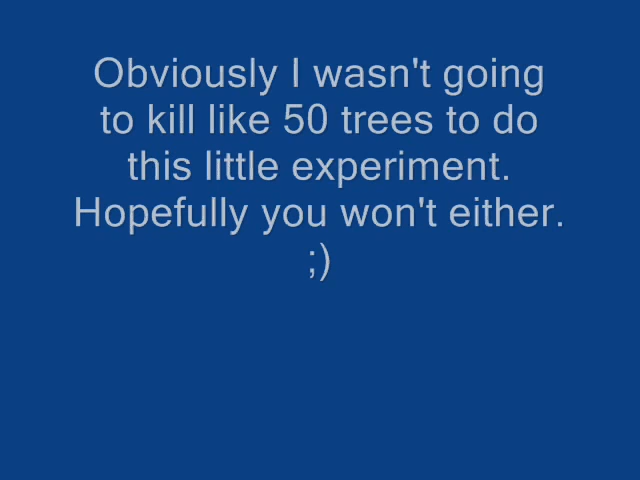 Obviously I wasn't going
to kill like 50 trees to do
this little experiment.
Hopefully you won't either.
;)